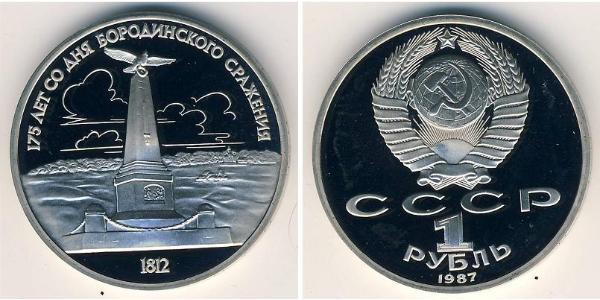 175 ЛЕТ СО ДНЯ БОРОДИНСКОГО СРАЖЕНИЯ
1812
СССР
1
РУБЛЬ
1987